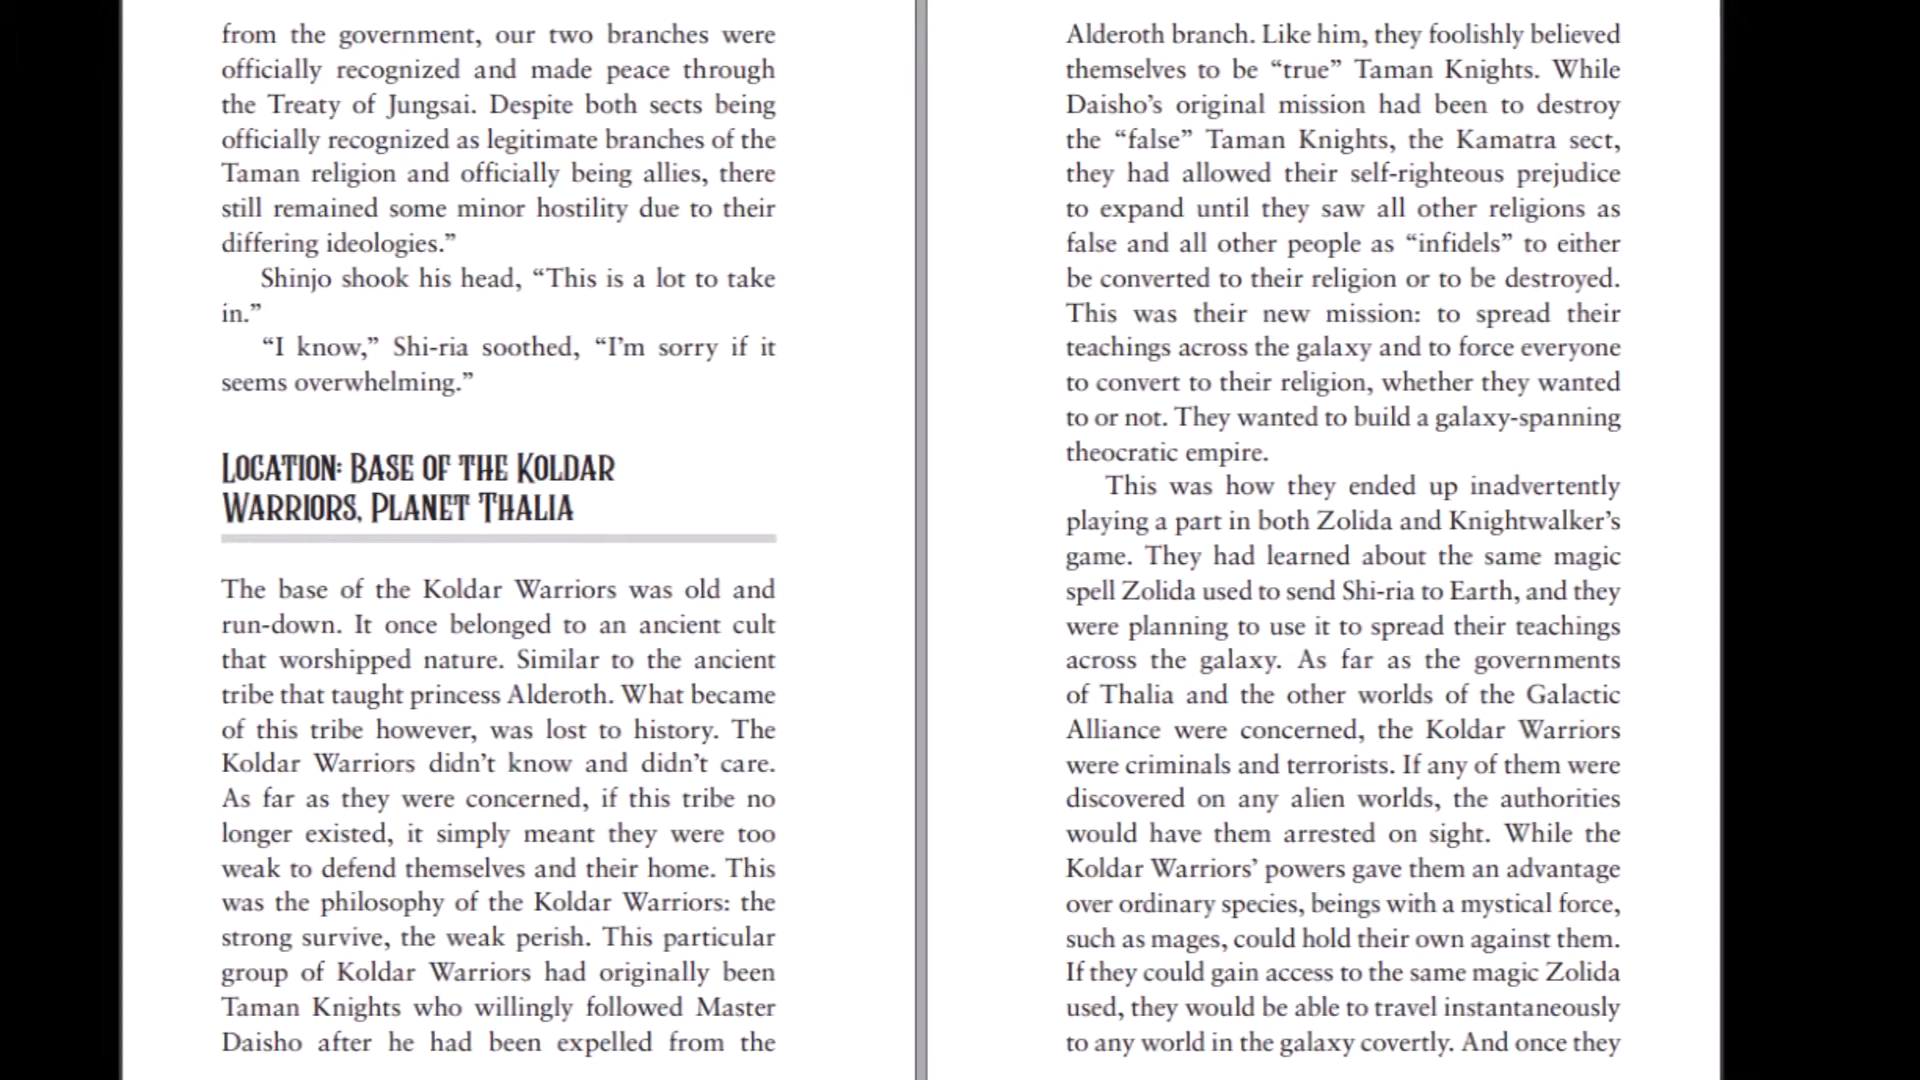 from the government, our two branches were
officially recognized and made peace through
the Treaty of Jungsai. Despite both sects being
officially recognized as legitimate branches of the
Taman religion and officially being allies, there
still remained some minor hostility due to their
differing ideologies.”
Shinjo shook his head, “This is a lot to take
in.”
“I know,” Shi-ria soothed, “I’m sorry if it
seems overwhelming.”
Location: Base of the Koldar
Warriors, Planet Thalia
The base of the Koldar Warriors was old and
run-down. It once belonged to an ancient cult
that worshipped nature. Similar to the ancient
tribe that taught princess Alderoth. What became
of this tribe however, was lost to history. The
Koldar Warriors didn’t know and didn’t care.
As far as they were concerned, if this tribe no
longer existed, it simply meant they were too
weak to defend themselves and their home. This
was the philosophy of the Koldar Warriors: the
strong survive, the weak perish. This particular
group of Koldar Warriors had originally been
Taman Knights who willingly followed Master
Daisho after he had been expelled from the
Alderoth branch. Like him, they foolishly believed
themselves to be “true” Taman Knights. While
Daisho’s original mission had been to destroy
the “false” Taman Knights, the Kamatra sect,
they had allowed their self-righteous prejudice
to expand until they saw all other religions as
false and all other people as “infidels” to either
be converted to their religion or to be destroyed.
This was their new mission: to spread their
teachings across the galaxy and to force everyone
to convert to their religion, whether they wanted
to or not. They wanted to build a galaxy-spanning
theocratic empire.
This was how they ended up inadvertently
playing a part in both Zolida and Knightwalker’s
game. They had learned about the same magic
spell Zolida used to send Shi-ria to Earth, and they
were planning to use it to spread their teachings
across the galaxy. As far as the governments
of Thalia and the other worlds of the Galactic
Alliance were concerned, the Koldar Warriors
were criminals and terrorists. If any of them were
discovered on any alien worlds, the authorities
would have them arrested on sight. While the
Koldar Warriors’ powers gave them an advantage
over ordinary species, beings with a mystical force,
such as mages, could hold their own against them.
If they could gain access to the same magic Zolida
used, they would be able to travel instantaneously
to any world in the galaxy covertly. And once they